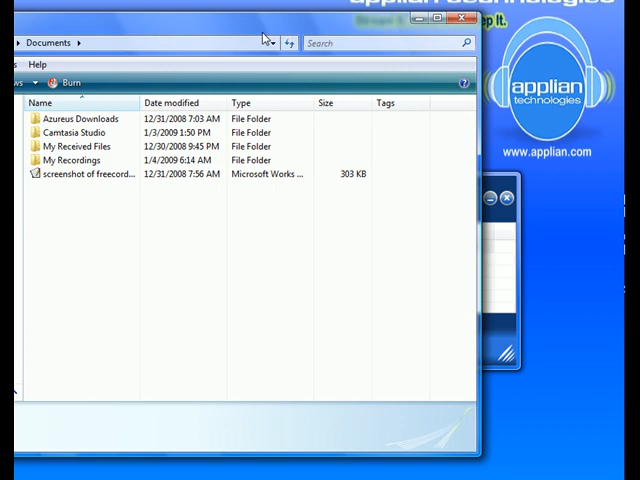 applian technologies
ep It.
Documents
Search
s Help
ws Burn
Name Date modified Type Size Tags
Azureus Downloads 12/31/2008 7:03 AM File Folder
Camtasia Studio 1/3/2009 1:50 PM File Folder
My Received Files 12/30/2008 9:45 PM File Folder
My Recordings 1/4/2009 6:14 AM File Folder
screenshot of freecord... 12/31/2008 7:56 AM Microsoft Works ... 303 KB
applian
technologies
www.applian.com